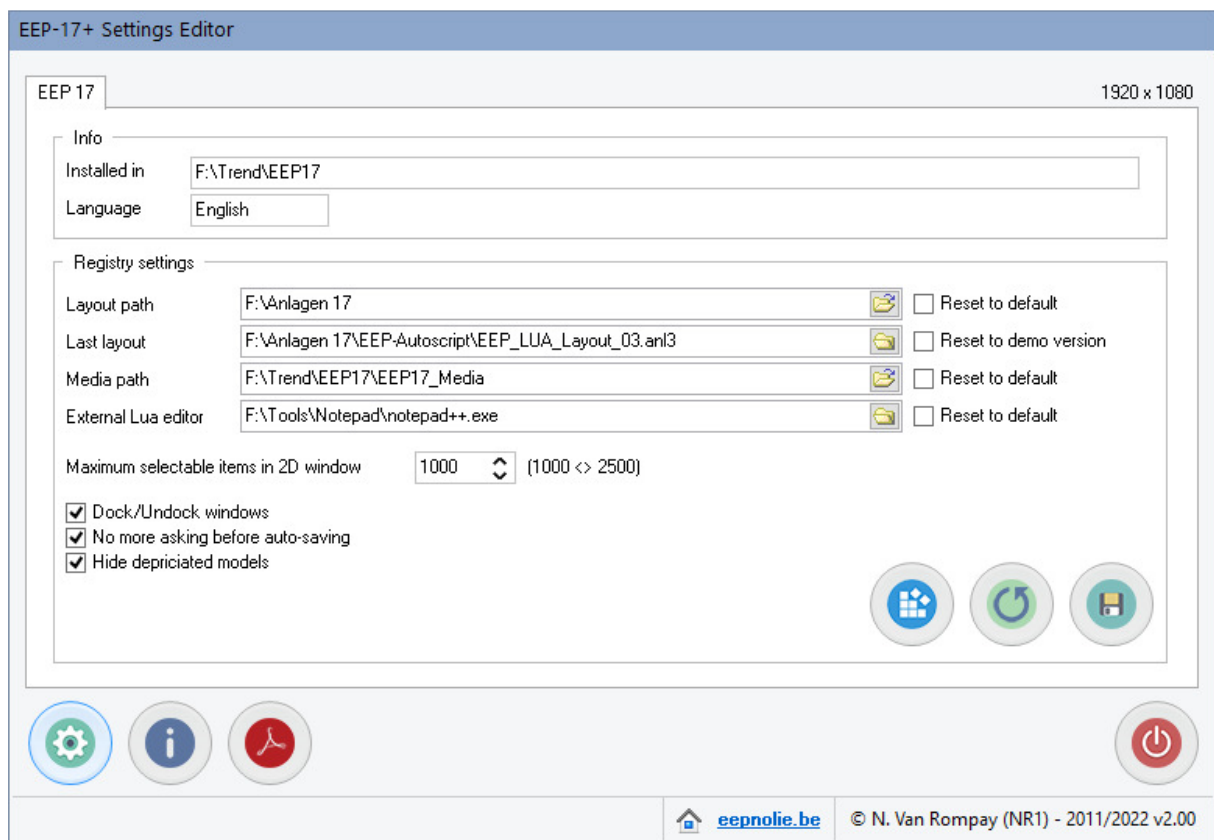 EEP-17+ Settings Editor
EEP 17
1920 x 1080
Info
Installed in F:\Trend\EEP17
Language English
Registry settings
Layout path F:\Anlagen 17 Reset to default
Last layout F:\Anlagen 17\EEP-Autoscript\EEP_LUA_Layout_03.anl3 Reset to demo version
Media path F:\Trend\EEP17\EEP17_Media Reset to default
External Lua editor F:\Tools\Notepad\notepad++.exe Reset to default
Maximum selectable items in 2D window 1000 (1000 <> 2500)
Dock/Undock windows
No more asking before auto-saving
Hide depriciated models
eepnolie.be © N. Van Rompay (NR1) - 2011/2022 v2.00